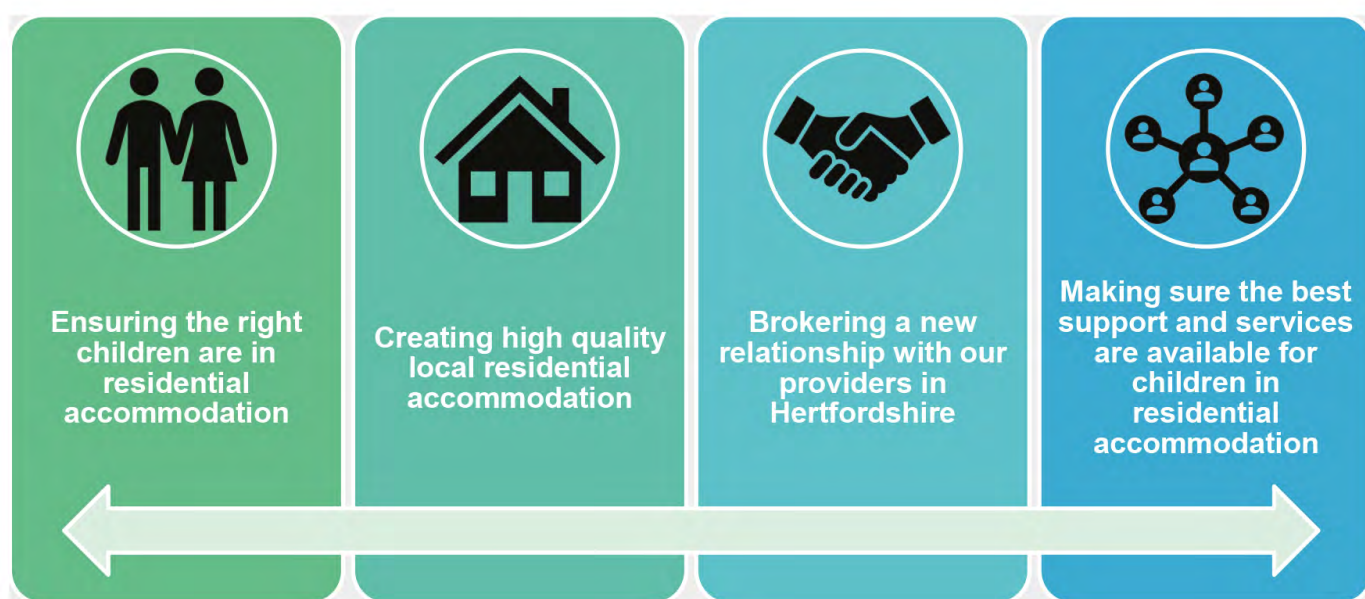 Ensuring the right
children are in
residential
accommodation
Creating high quality
local residential
accommodation
Brokering a new
relationship with our
providers in
Hertfordshire
Making sure the best
support and services
are available for
children in
residential
accommodation